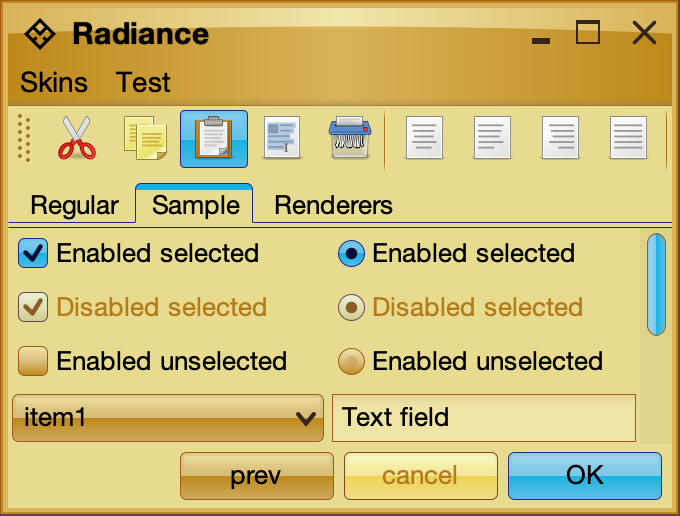 Radiance
Skins Test
Regular Sample Renderers
Enabled selected Enabled selected
Disabled selected Disabled selected
Enabled unselected Enabled unselected
item1 Text field
prev cancel OK